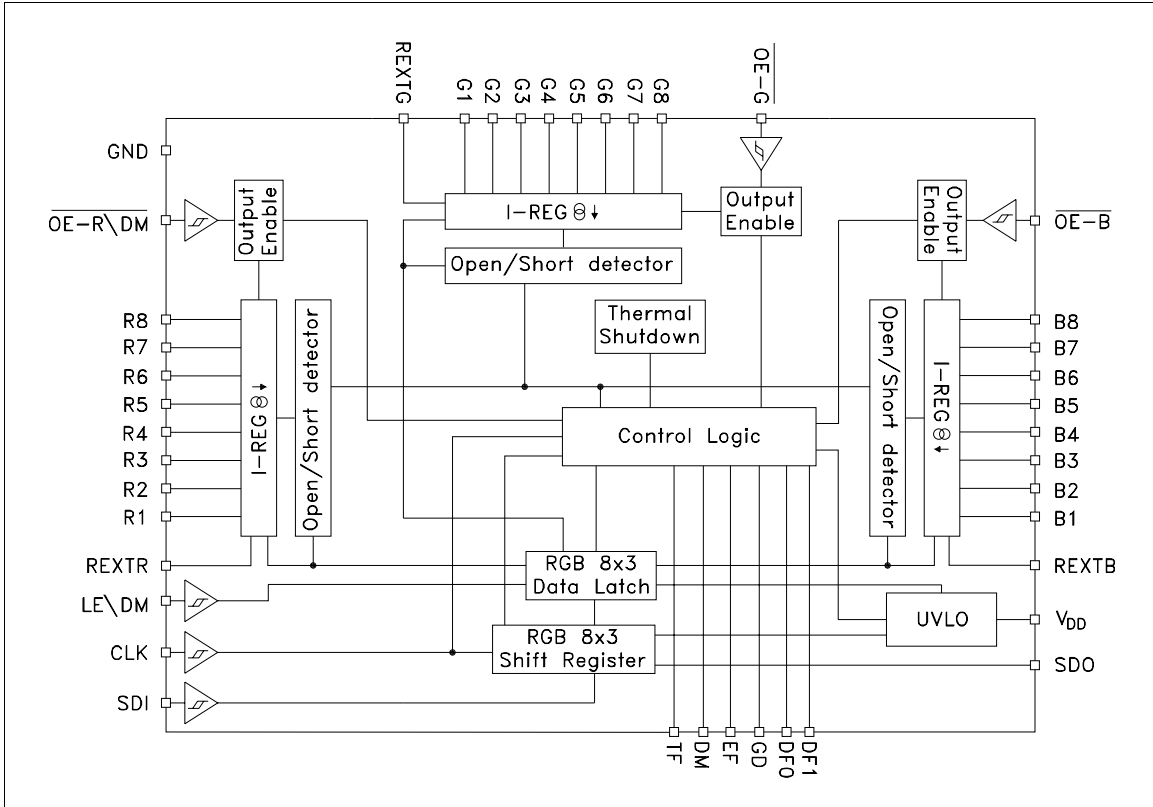 REXTG
G1
G2
G3
G4
G5
G6
G7
G8
OE-G
GND
OE-R\DM
Output
Enable
I-REG
Output
Enable
Output
Enable
OE-B
Open/Short detector
R8
R7
R6
R5
R4
R3
R2
R1
I-REG
Open/Short detector
Thermal
Shutdown
Control Logic
Open/Short detector
I-REG
B8
B7
B6
B5
B4
B3
B2
B1
REXTR
RGB 8x3
Data Latch
REXTB
LE\DM
UVLO
VDD
CLK
RGB 8x3
Shift Register
SDO
SDI
TF
DM
EF
GD
DF0
DF1